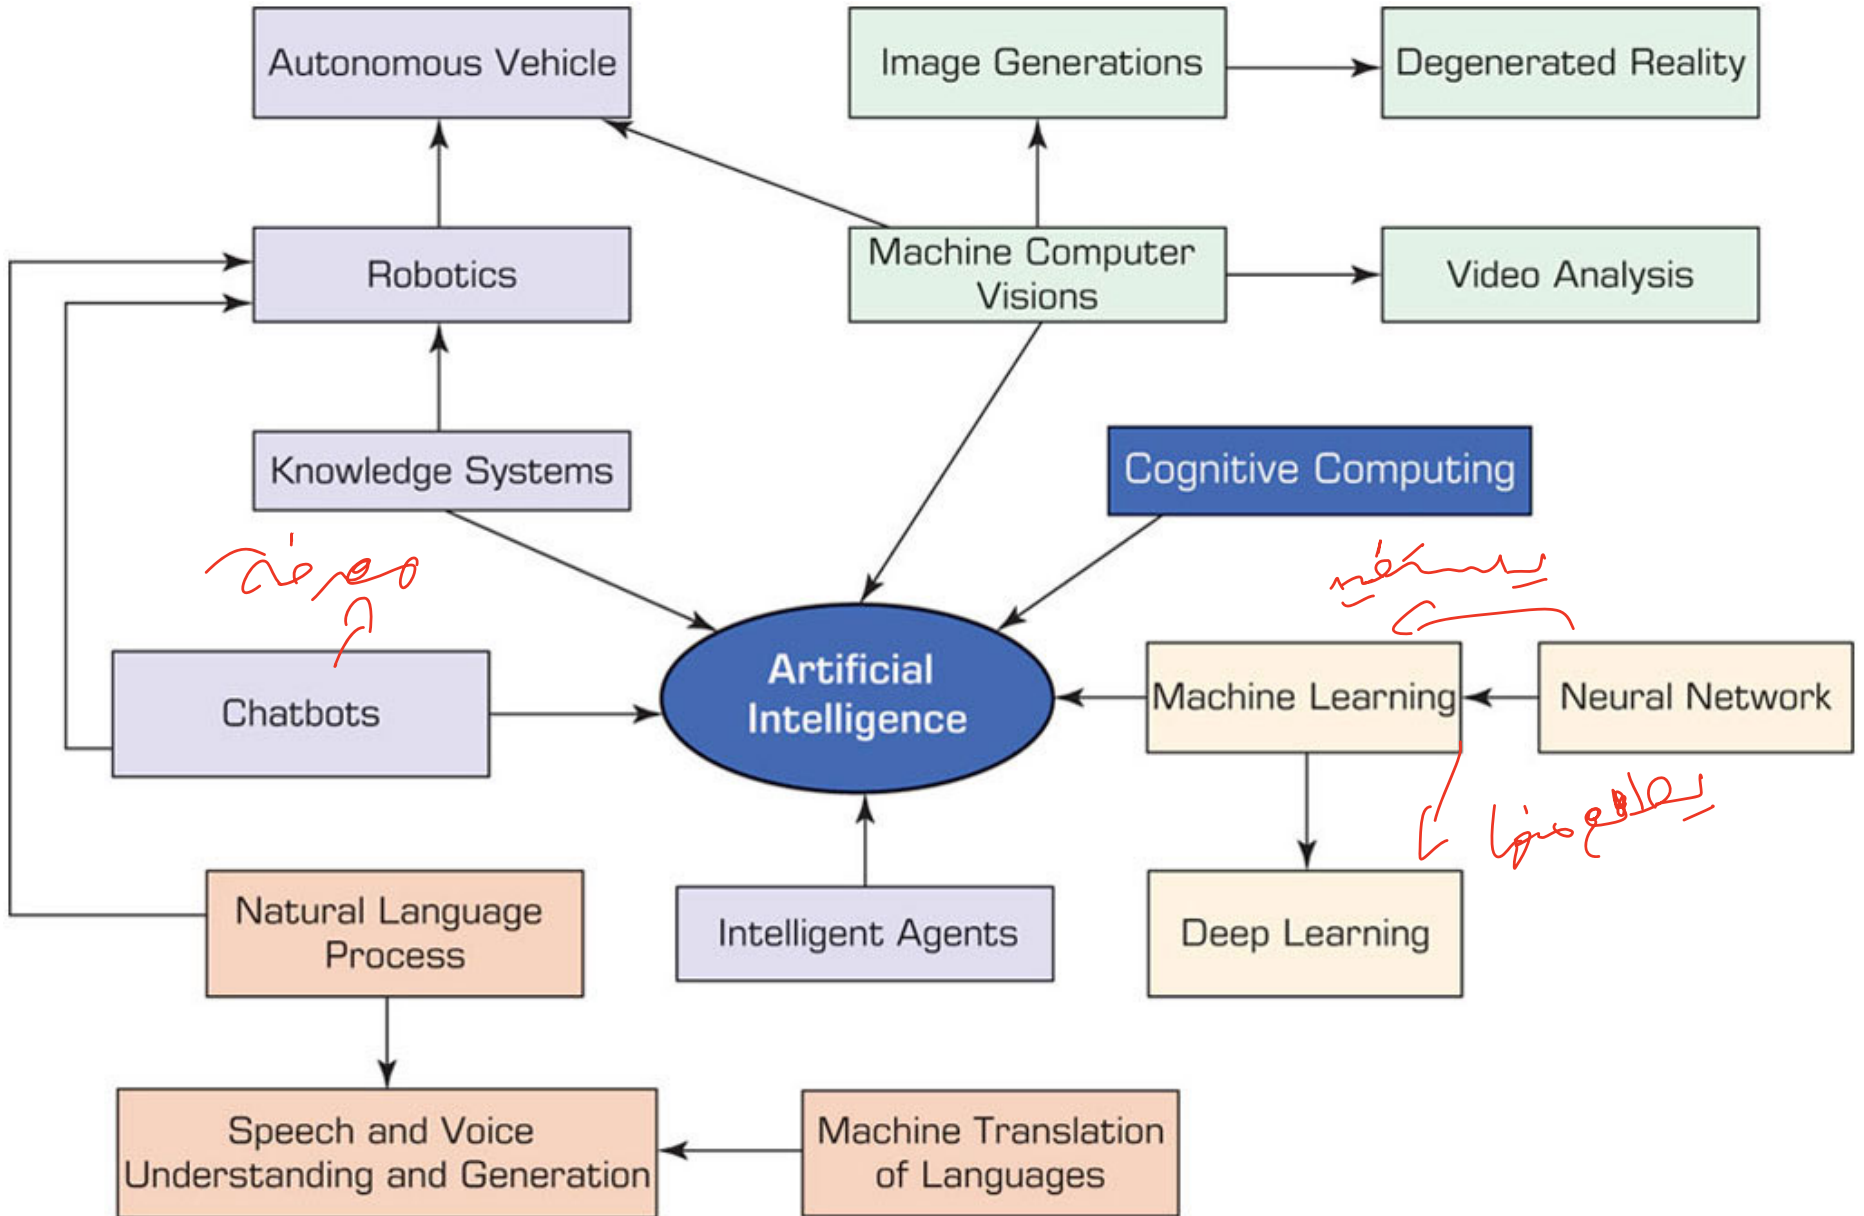 Autonomous Vehicle
Image Generations
Degenerated Reality
Robotics
Machine Computer
Visions
Video Analysis
Knowledge Systems
Cognitive Computing
Artificial
Intelligence
Chatbots
Machine Learning
Neural Network
Natural Language
Process
Intelligent Agents
Deep Learning
Speech and Voice
Understanding and Generation
Machine Translation
of Languages